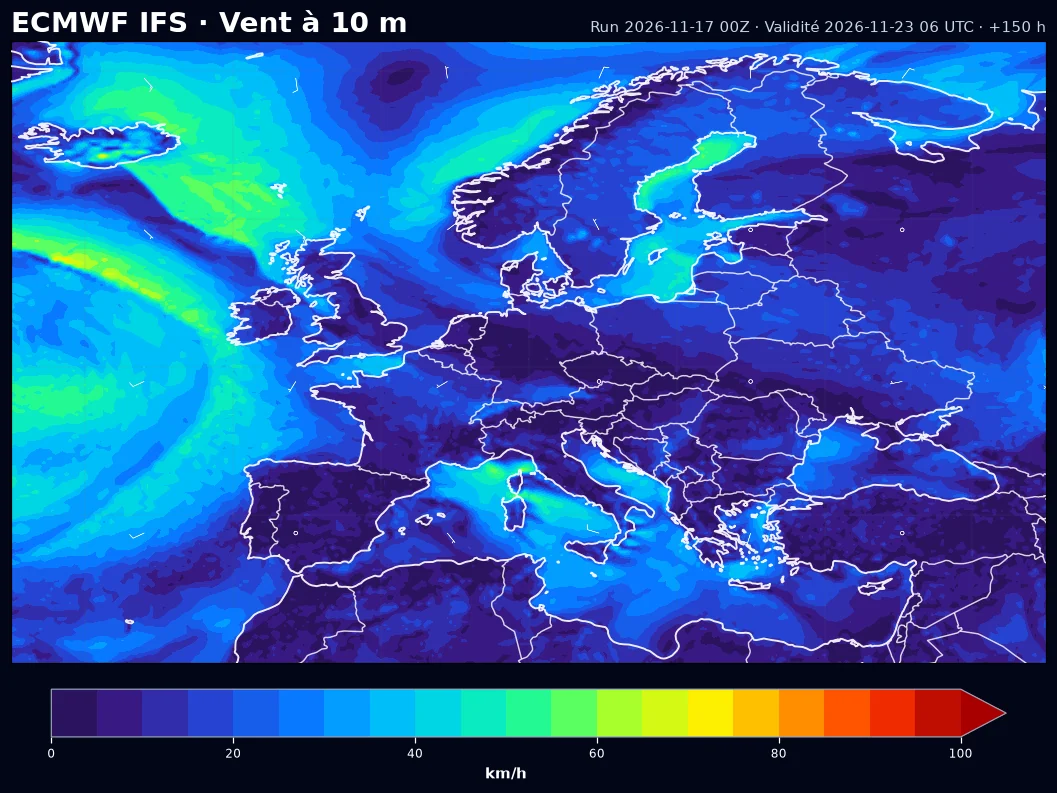 ECMWF IFS · Vent à 10 m
Run 2026-11-17 00Z · Validité 2026-11-23 06 UTC · +150 h
0 20 40 60 80 100
km/h